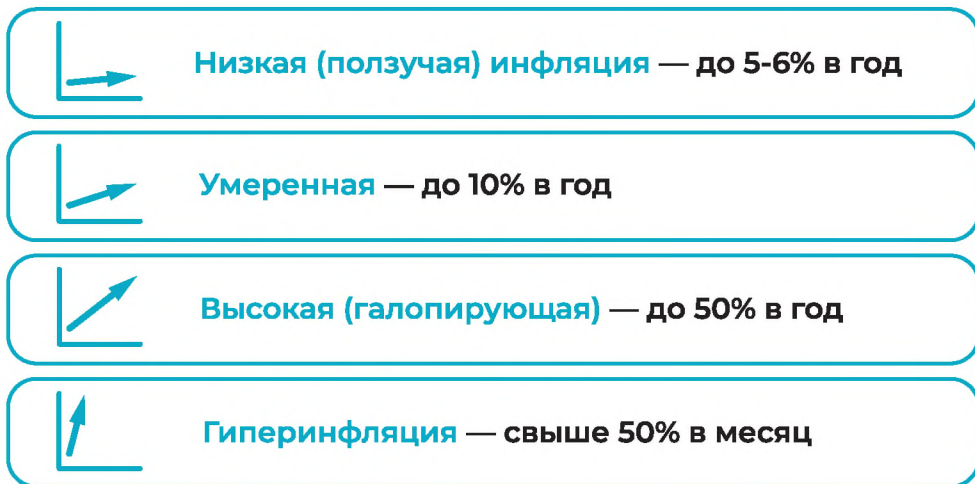 Низкая (ползучая) инфляция — до 5-6% в год
Умеренная — до 10% в год
Высокая (галопирующая) — до 50% в год
Гиперинфляция — свыше 50% в месяц